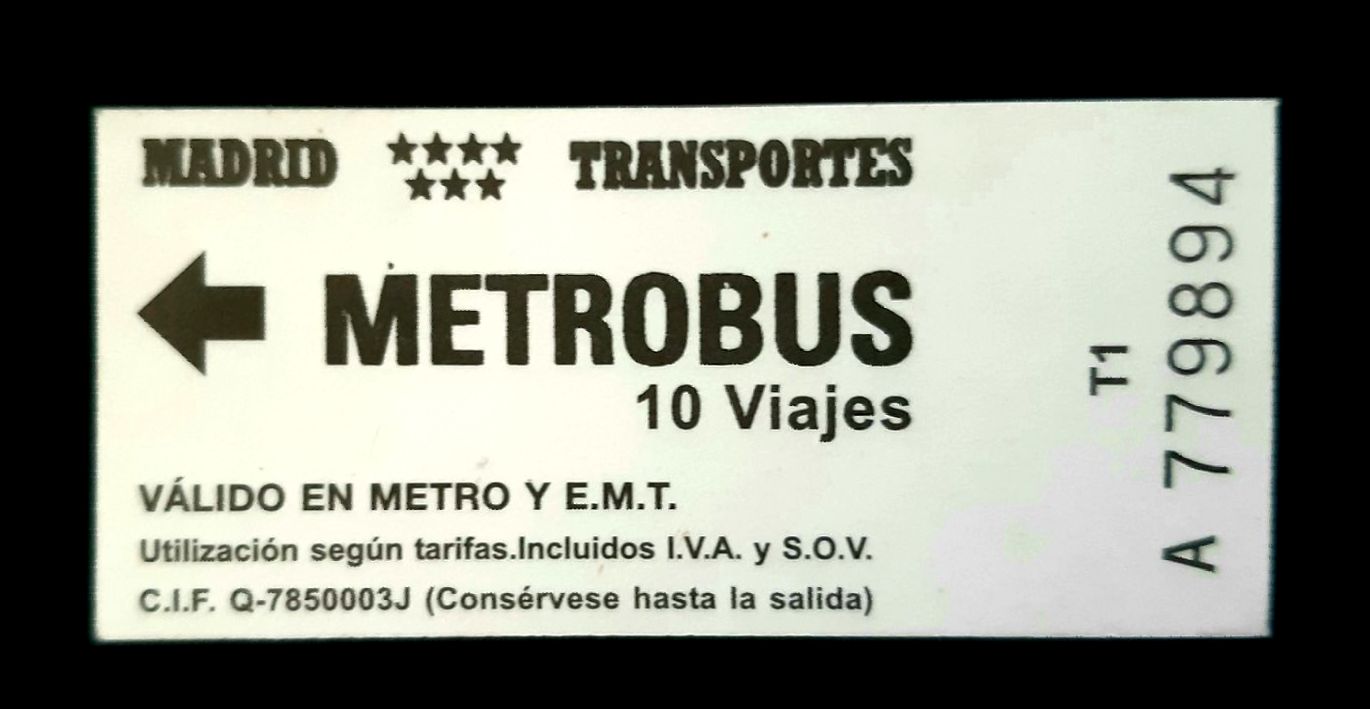 MADRID TRANSPORTES
METROBUS
10 Viajes
VÁLIDO EN METRO Y E.M.T.
Utilización según tarifas.Incluidos I.V.A. y S.O.V.
C.I.F. Q-7850003J (Consérvese hasta la salida)
T1
A 779894